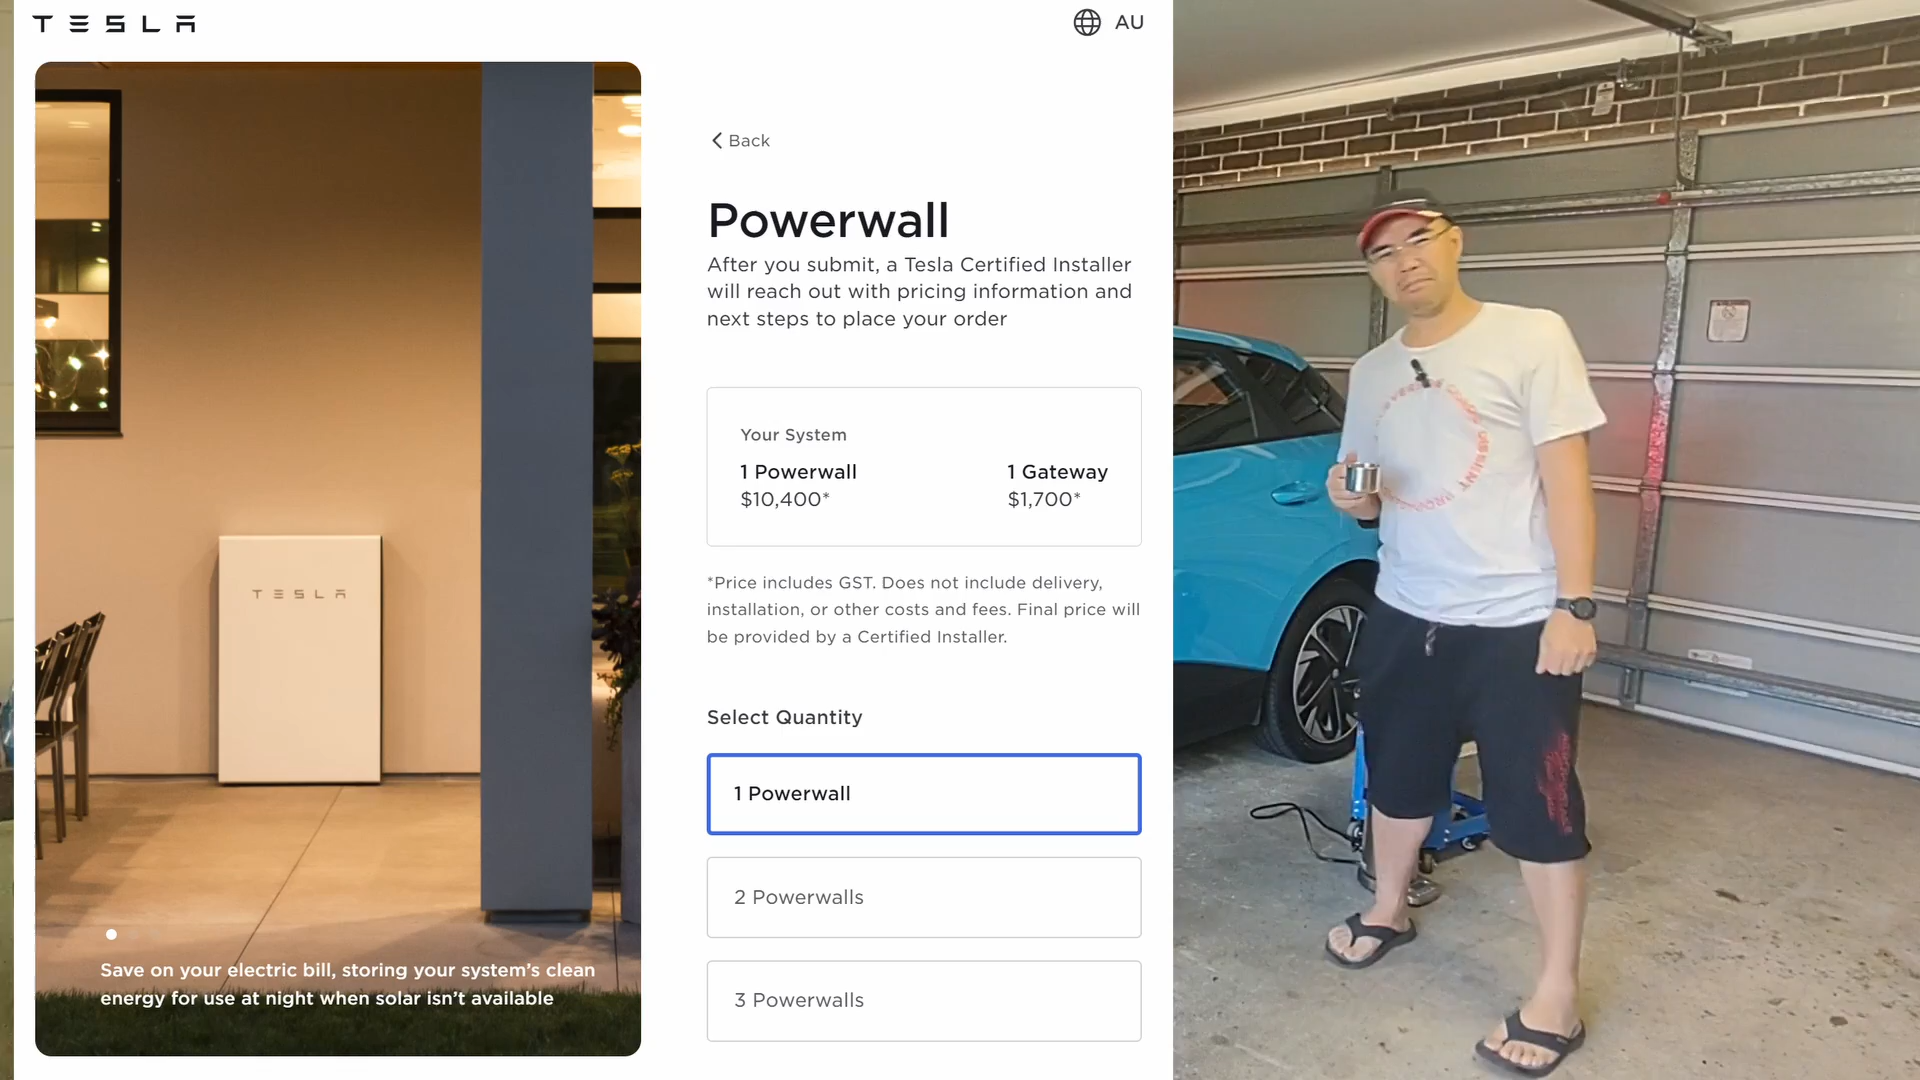 TESLA
AU
Back
Powerwall
After you submit, a Tesla Certified Installer
will reach out with pricing information and
next steps to place your order
Your System
1 Powerwall
1 Gateway
$10,400*
$1,700*
*Price includes GST. Does not include delivery,
installation, or other costs and fees. Final price will
be provided by a Certified Installer.
Select Quantity
1 Powerwall
2 Powerwalls
3 Powerwalls
TESLA
Save on your electric bill, storing your system's clean
energy for use at night when solar isn't available